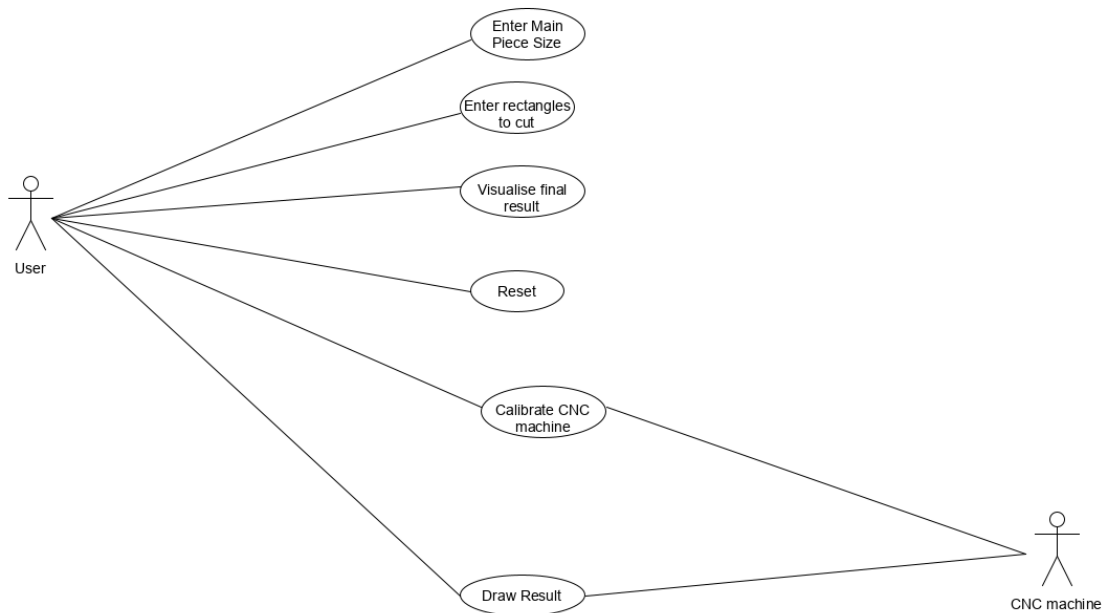 Enter Main
Piece Size
Enter rectangles
to cut
Visualise final
result
User
Reset
Calibrate CNC
machine
Draw Result
CNC machine